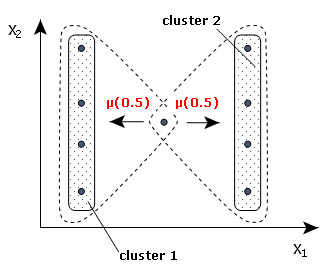 cluster 2
X2
μ(0.5) μ(0.5)
cluster 1
X1